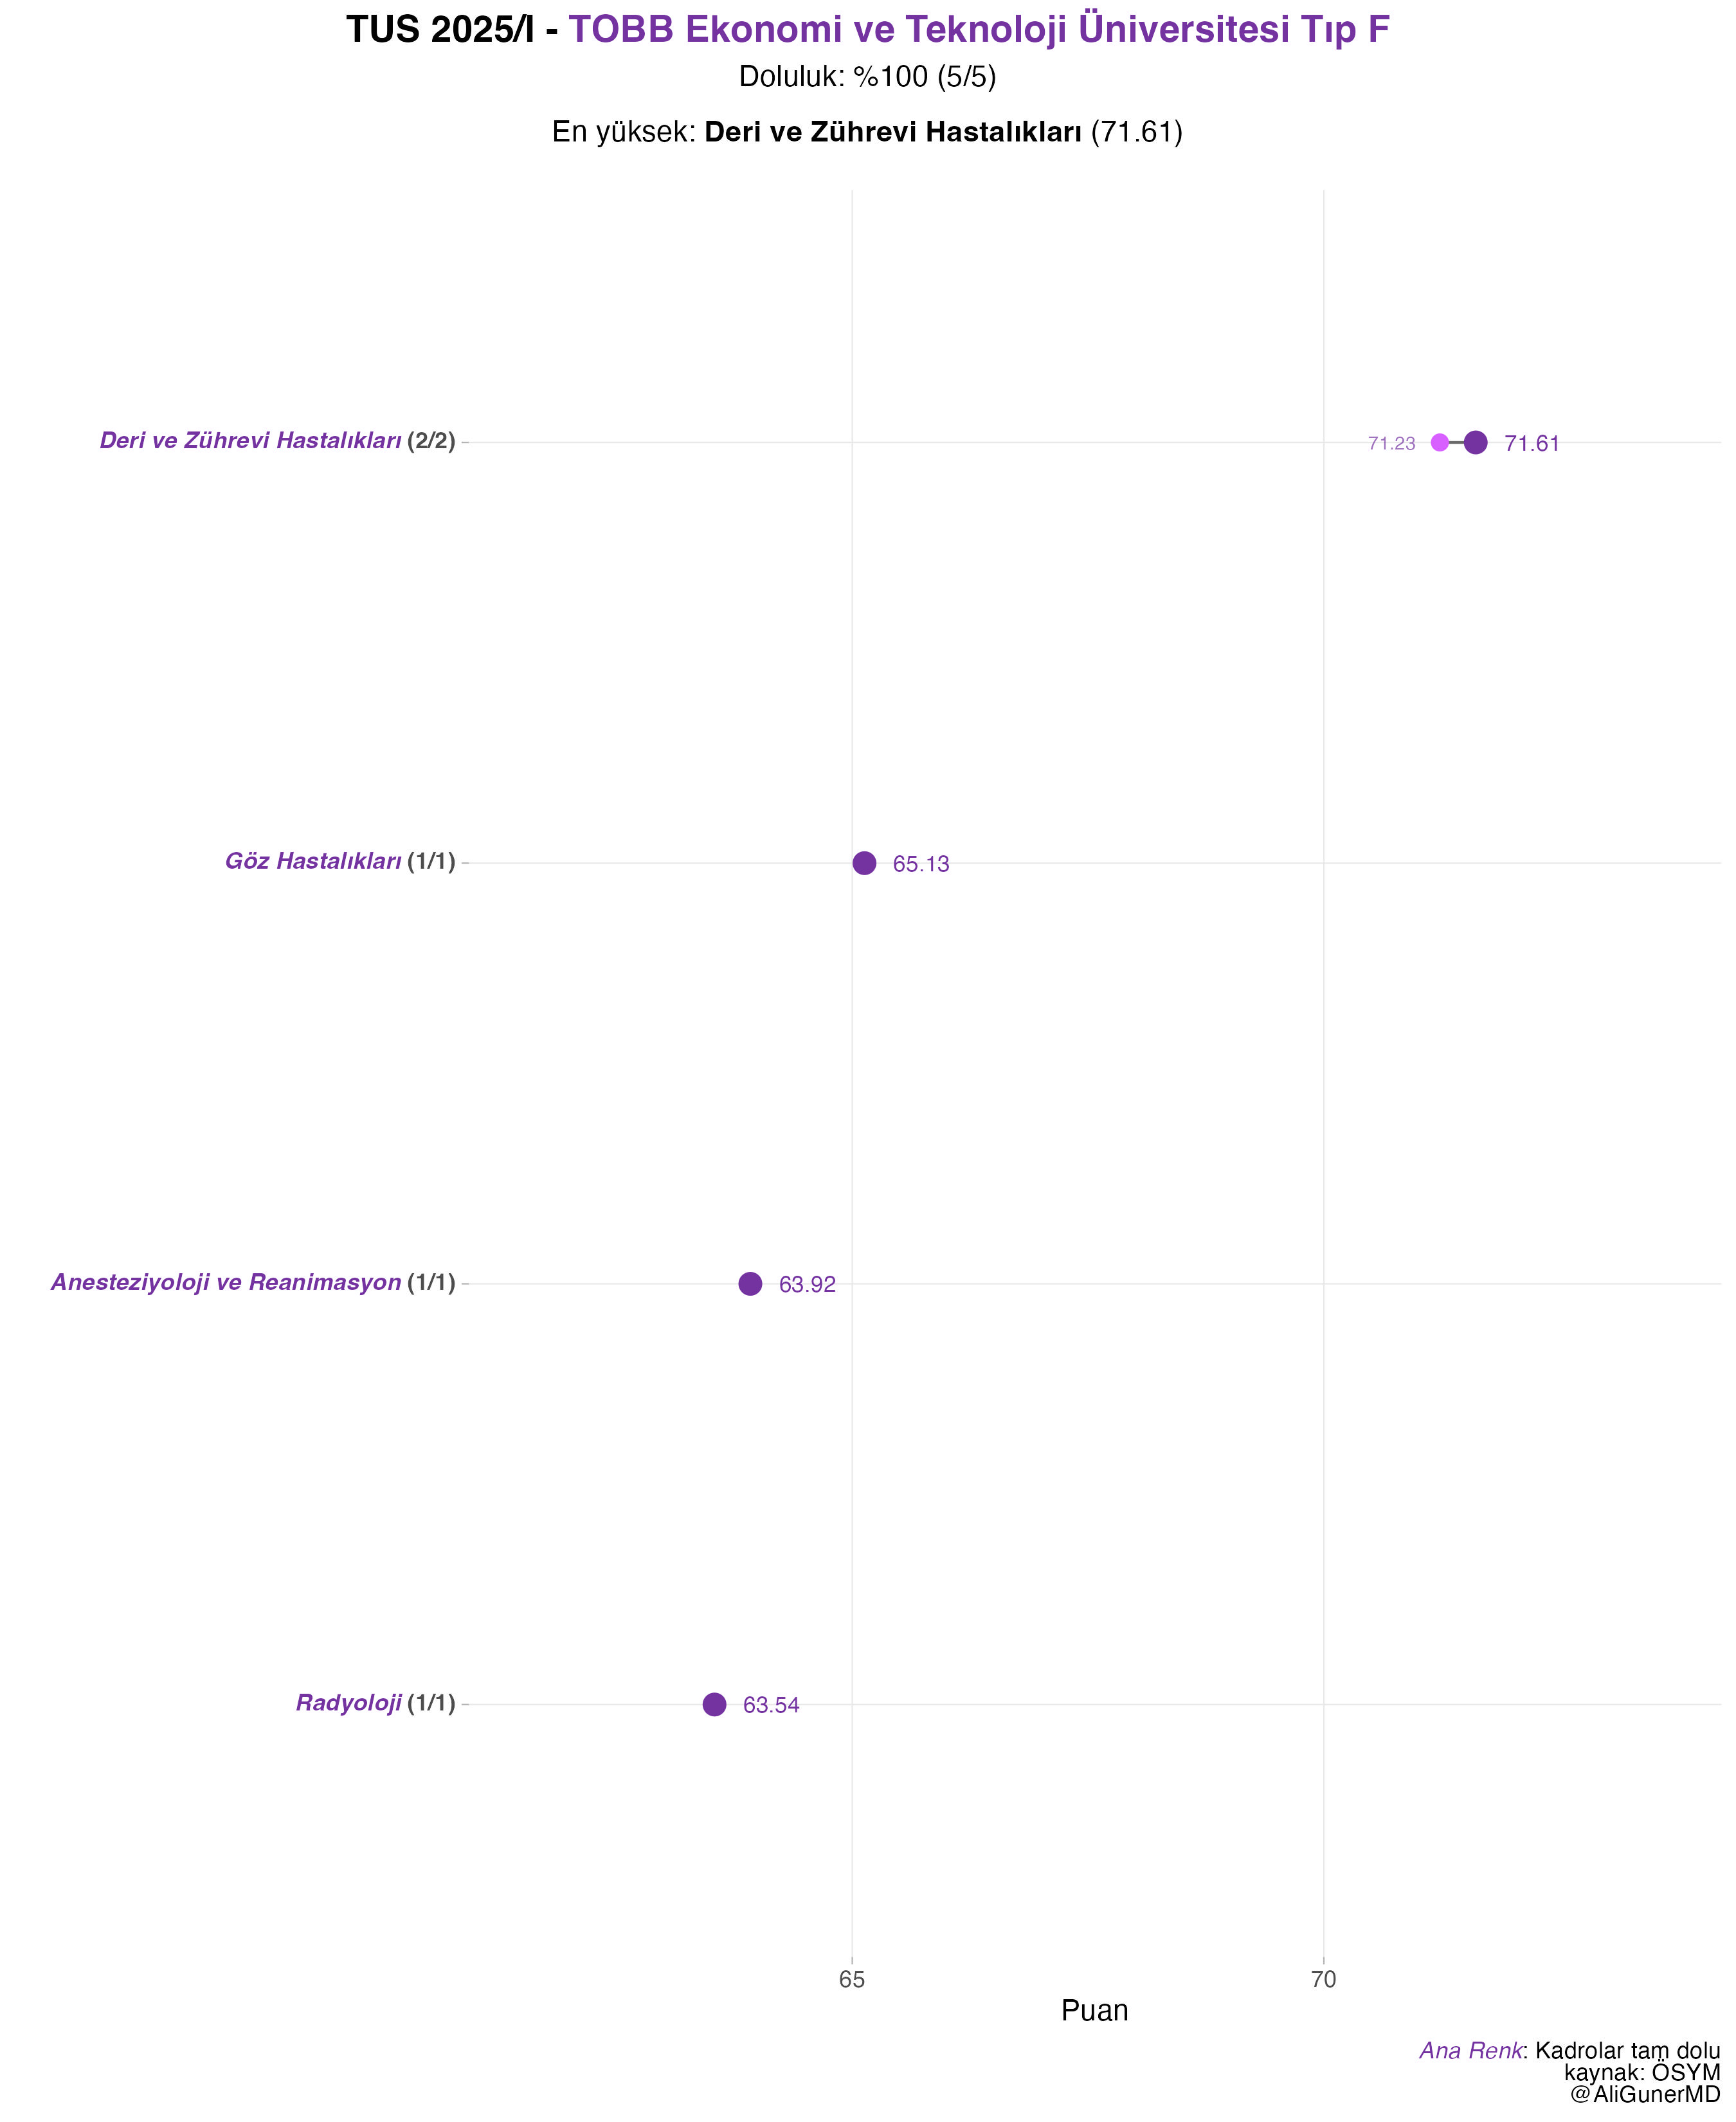 TUS 2025/I - TOBB Ekonomi ve Teknoloji Üniversitesi Tıp F
Doluluk: %100 (5/5)
En yüksek: Deri ve Zührevi Hastalıkları (71.61)
Deri ve Zührevi Hastalıkları (2/2)
71.23
71.61
Göz Hastalıkları (1/1)
65.13
Anesteziyoloji ve Reanimasyon (1/1)
63.92
Radyoloji (1/1)
63.54
65
70
Puan
Ana Renk: Kadrolar tam dolu
kaynak: ÖSYM
@AliGunerMD